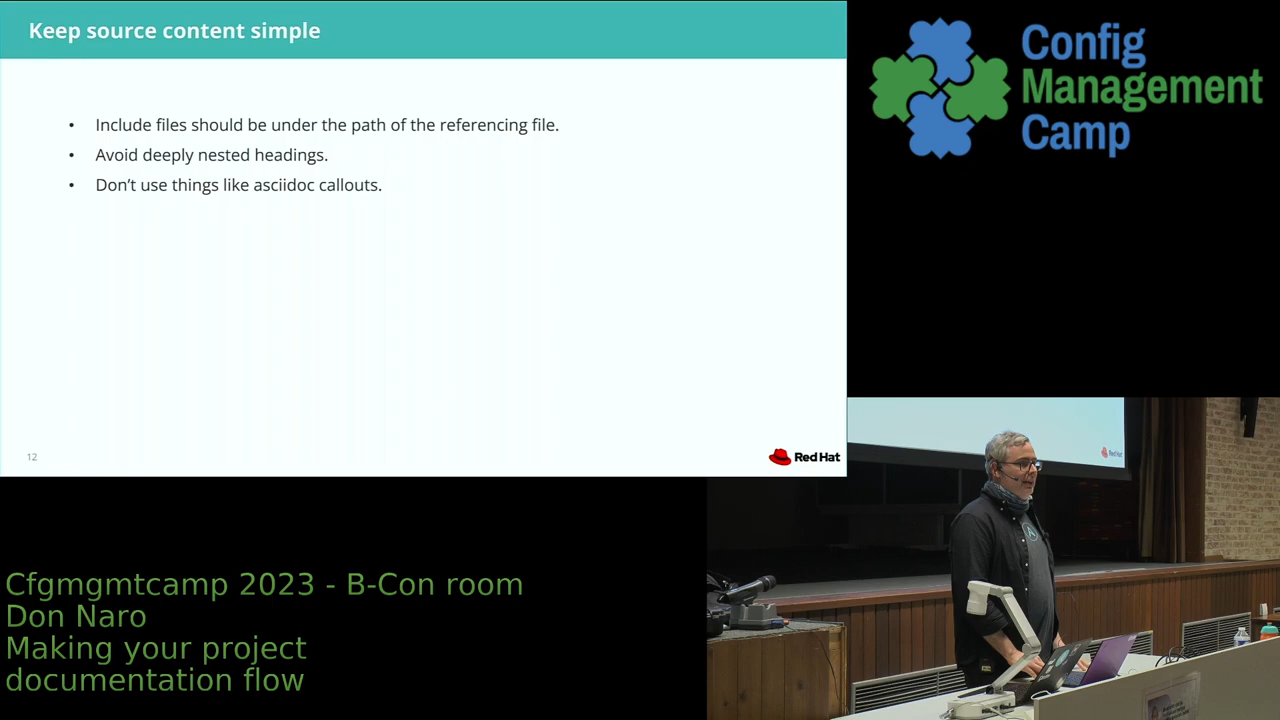 Keep source content simple
• Include files should be under the path of the referencing file.
• Avoid deeply nested headings.
• Don’t use things like asciidoc callouts.
12
Red Hat
Config
Management
Camp
Red Hat
Cfgmgmtcamp 2023 - B-Con room
Don Naro
Making your project
documentation flow